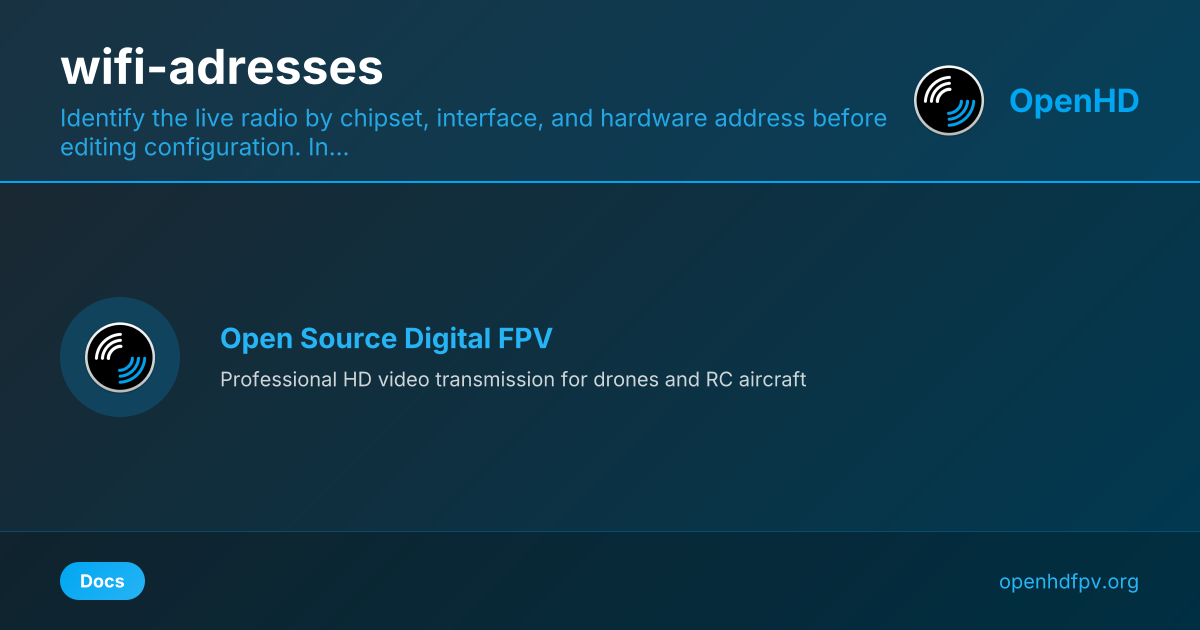 wifi-adresses
Identify the live radio by chipset, interface, and hardware address before
editing configuration. In...
OpenHD
Open Source Digital FPV
Professional HD video transmission for drones and RC aircraft
Docs
openhdfpv.org